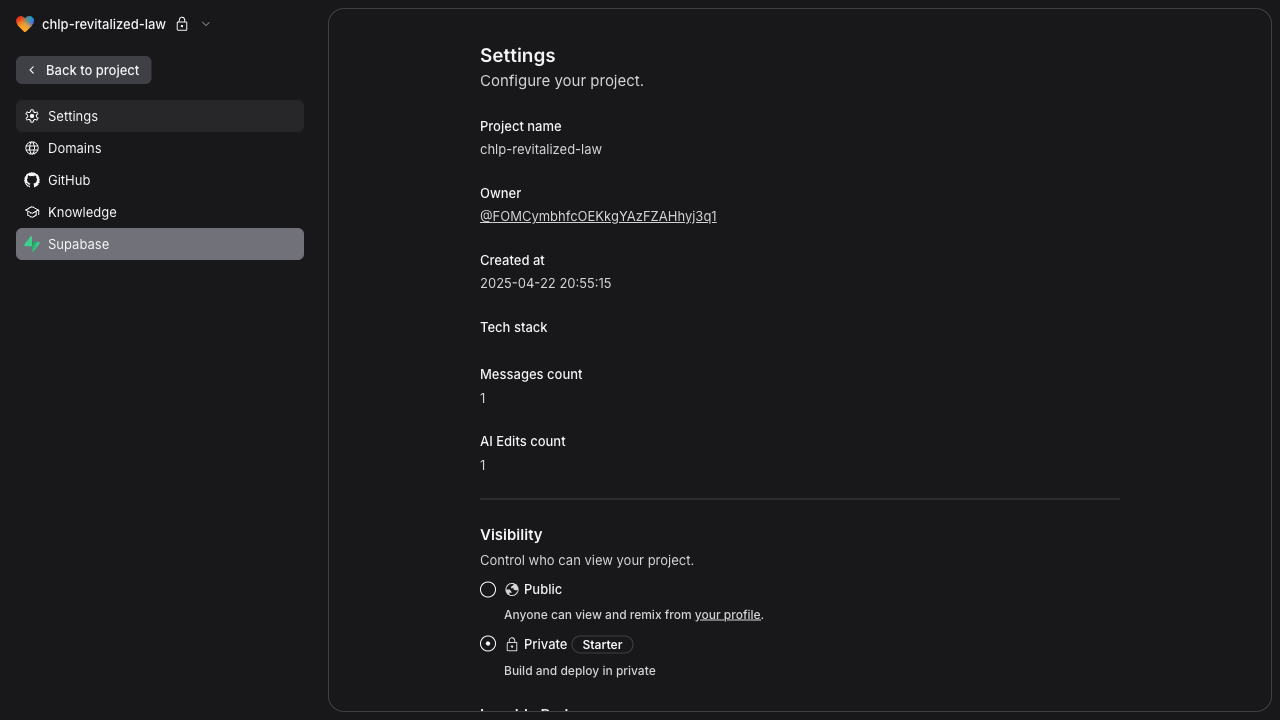 chlp-revitalized-law
Back to project
Settings
Domains
GitHub
Knowledge
Supabase
Settings
Configure your project.
Project name
chlp-revitalized-law
Owner
@FOMCymbhfcOEKkgYAzFZAHhyj3q1
Created at
2025-04-22 20:55:15
Tech stack
Messages count
1
AI Edits count
1
Visibility
Control who can view your project.
Public
Anyone can view and remix from your profile.
Private Starter
Build and deploy in private